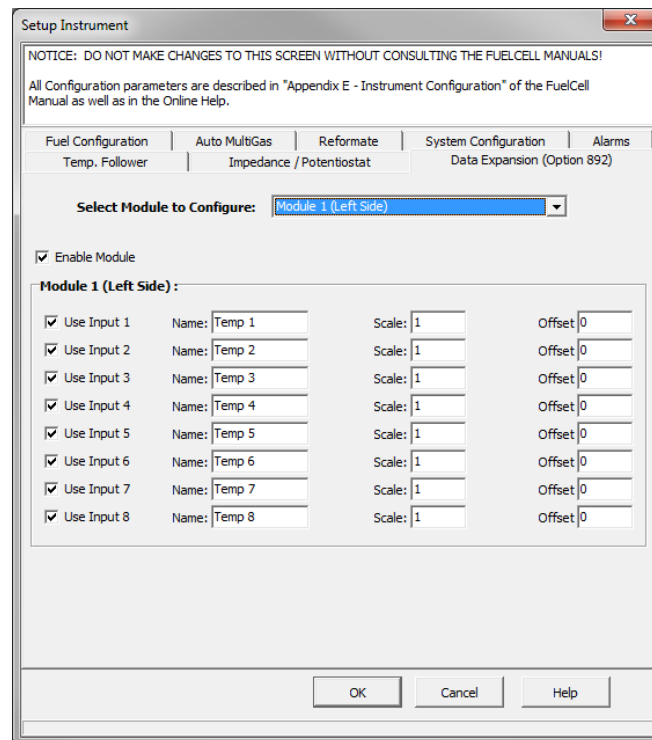 Setup Instrument
NOTICE: DO NOT MAKE CHANGES TO THIS SCREEN WITHOUT CONSULTING THE FUELCELL MANUALS!
All Configuration parameters are described in "Appendix E - Instrument Configuration" of the FuelCell
Manual as well as in the Online Help.
Fuel Configuration Auto MultiGas Reformate System Configuration Alarms
Temp. Follower Impedance / Potentiostat Data Expansion (Option 892)
Select Module to Configure: Module 1 (Left Side)
Enable Module
Module 1 (Left Side) :
Use Input 1 Name: Temp 1 Scale: 1 Offset 0
Use Input 2 Name: Temp 2 Scale: 1 Offset 0
Use Input 3 Name: Temp 3 Scale: 1 Offset 0
Use Input 4 Name: Temp 4 Scale: 1 Offset 0
Use Input 5 Name: Temp 5 Scale: 1 Offset 0
Use Input 6 Name: Temp 6 Scale: 1 Offset 0
Use Input 7 Name: Temp 7 Scale: 1 Offset 0
Use Input 8 Name: Temp 8 Scale: 1 Offset 0
OK Cancel Help